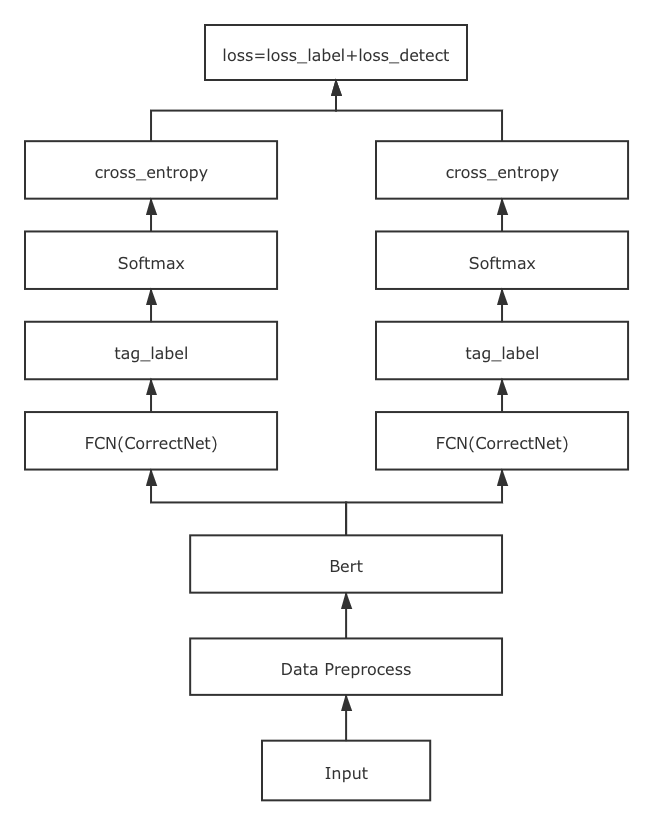 loss=loss_label+loss_detect
cross_entropy
cross_entropy
Softmax
Softmax
tag_label
tag_label
FCN(CorrectNet)
FCN(CorrectNet)
Bert
Data Preprocess
Input